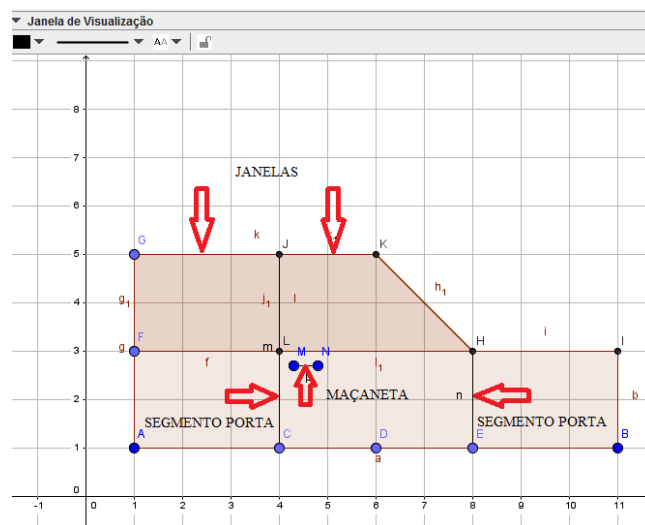 Janela de Visualização
AA
8
7
JANELAS
6
G k J K
5
g₁ j₁ l h₁
4
F i
m L M N H I
3
g f l₁
2
MAÇANETA n b
SEGMENTO PORTA SEGMENTO PORTA
A C D E B
1
a
0
-1 0 1 2 3 4 5 6 7 8 9 10 11